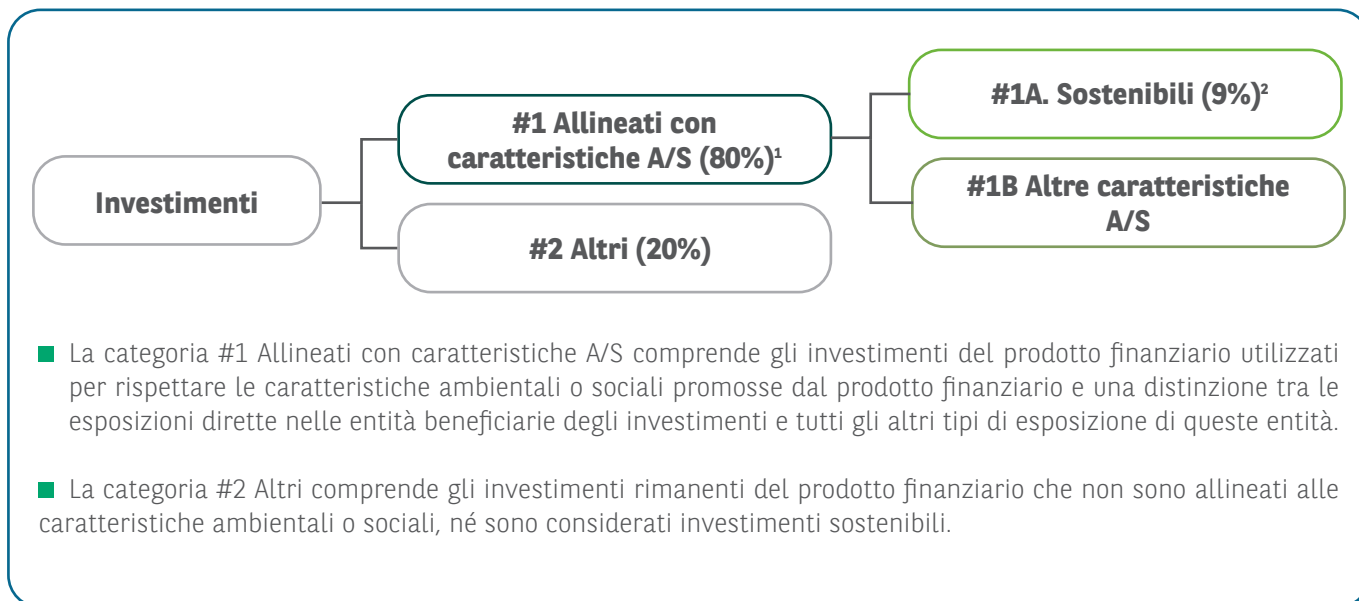 Investimenti
#1 Allineati con
caratteristiche A/S (80%)¹
#2 Altri (20%)
#1A. Sostenibili (9%)²
#1B Altre caratteristiche
A/S
La categoria #1 Allineati con caratteristiche A/S comprende gli investimenti del prodotto finanziario utilizzati
per rispettare le caratteristiche ambientali o sociali promosse dal prodotto finanziario e una distinzione tra le
esposizioni dirette nelle entità beneficiarie degli investimenti e tutti gli altri tipi di esposizione di queste entità.
La categoria #2 Altri comprende gli investimenti rimanenti del prodotto finanziario che non sono allineati alle
caratteristiche ambientali o sociali, né sono considerati investimenti sostenibili.